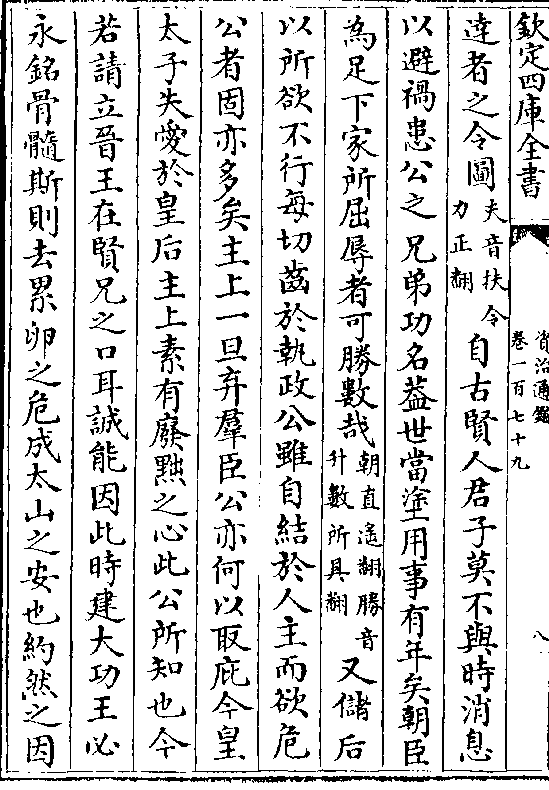 欽定四庫全書
資治通鑑
卷一百七十九
八
達者之令圖夫音扶令力正翻自古賢人君子莫不與時消息
以避禍患公之兄弟功名葢世當塗用事有年矣朝臣
為足下家所屈辱者可勝數哉朝直遥翻勝音升數所具翻又儲后
以所欲不行每切齒於執政公雖自結於人主而欲危
公者固亦多矣主上一旦弃羣臣公亦何以取庇今皇
太子失愛於皇后主上素有廢黜之心此公所知也今
若請立晉王在賢兄之口耳誠能因此時建大功王必
永銘骨髓斯則去累卵之危成太山之安也約然之因